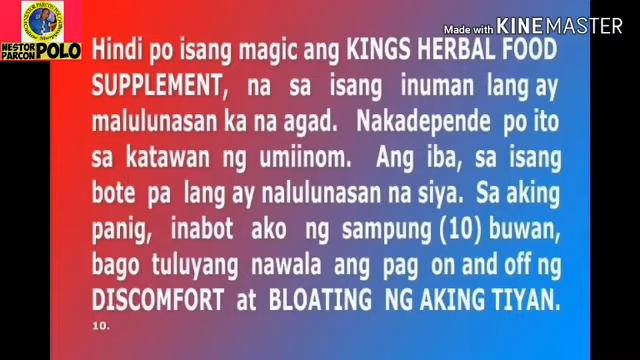 Made with KINEMASTER
NESTOR PARCON POLO
Hindi po isang magic ang KINGS HERBAL FOOD
SUPPLEMENT, na sa isang inuman lang ay
malulunasan ka na agad. Nakadepende po ito
sa katawan ng umiinom. Ang iba, sa isang
bote pa lang ay nalulunasan na siya. Sa aking
panig, inabot ako ng sampung (10) buwan,
bago tuluyang nawala ang pag on and off ng
DISCOMFORT at BLOATING NG AKING TIYAN.
10.